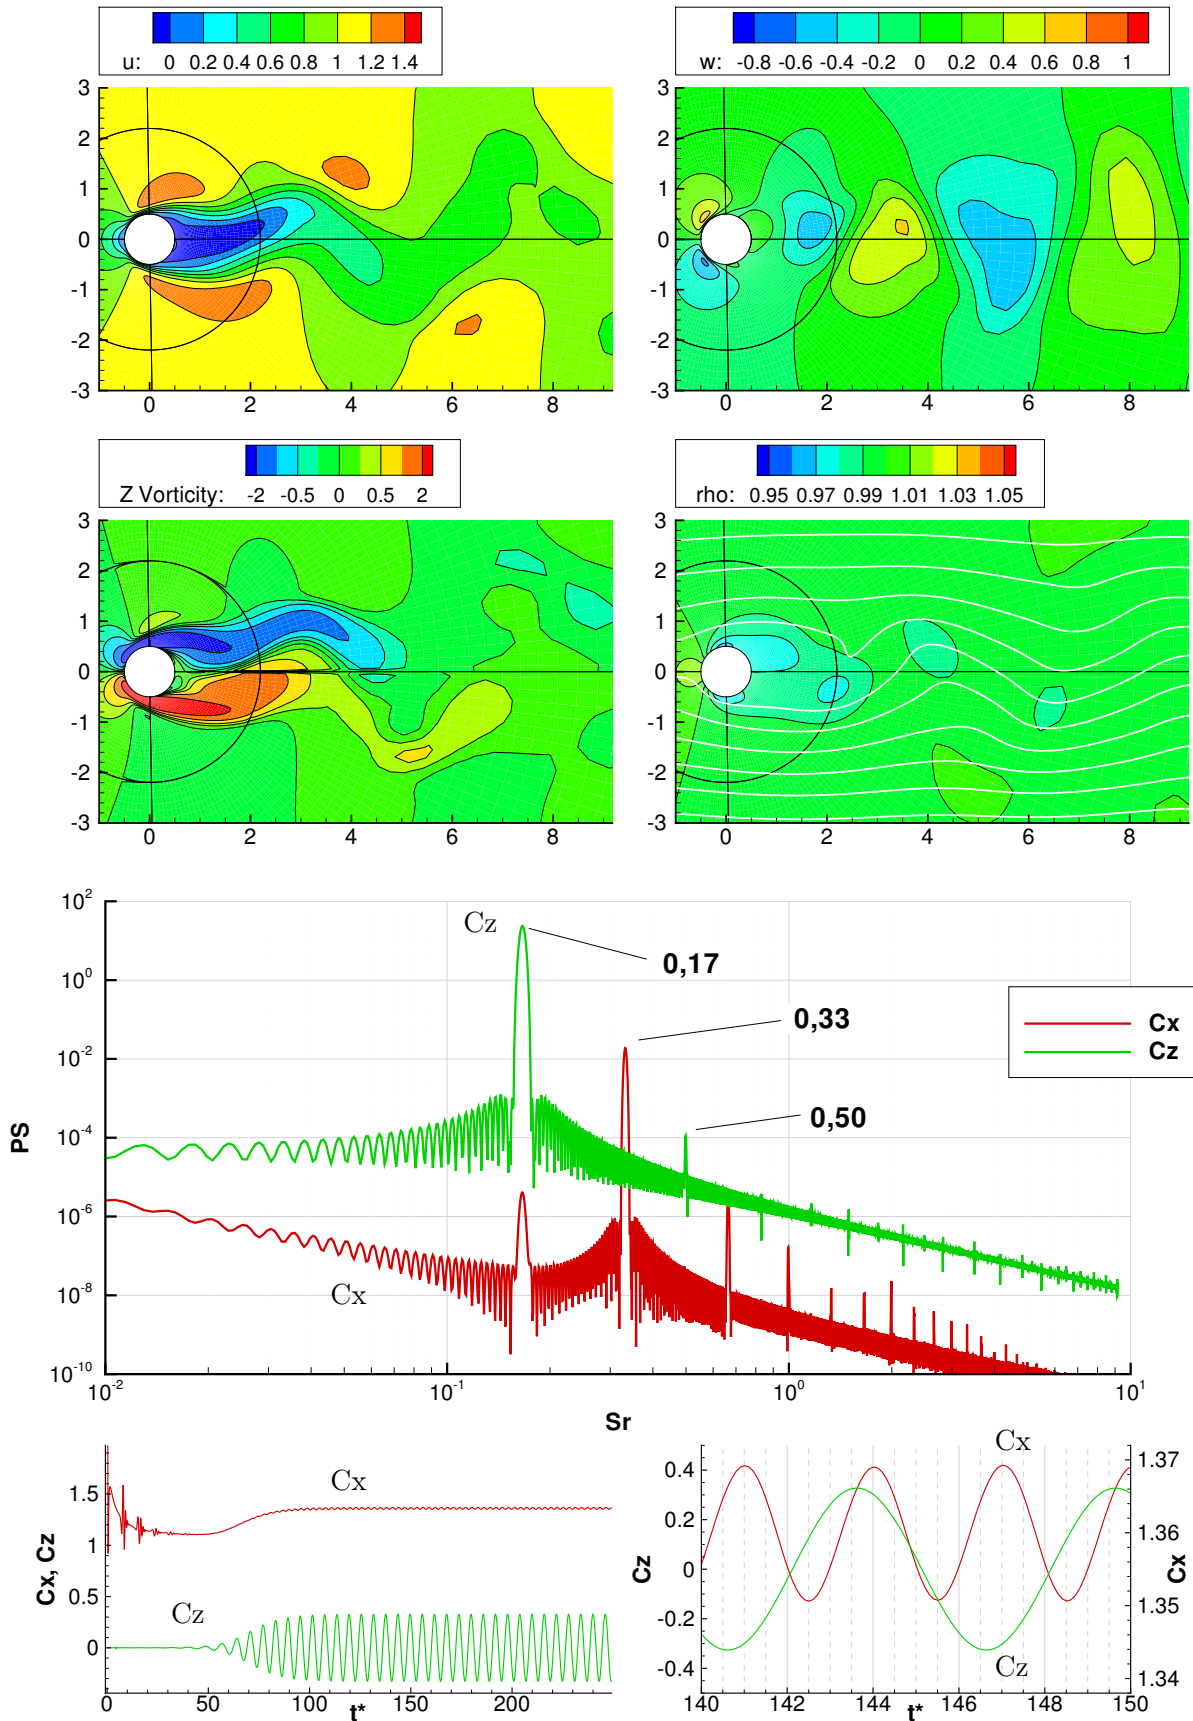 u: 0 0.2 0.4 0.6 0.8 1 1.2 1.4
w: -0.8 -0.6 -0.4 -0.2 0 0.2 0.4 0.6 0.8 1
3
2
1
0
-1
-2
-3
0 2 4 6 8
3
2
1
0
-1
-2
-3
0 2 4 6 8
Z Vorticity: -2 -0.5 0 0.5 2
rho: 0.95 0.97 0.99 1.01 1.03 1.05
3
2
1
0
-1
-2
-3
0 2 4 6 8
3
2
1
0
-1
-2
-3
0 2 4 6 8
PS
10^2
10^0
10^-2
10^-4
10^-6
10^-8
10^-10
Cz
0,17
0,33
0,50
Cx
Cx
Cz
10^-2 10^-1 10^0 10^1
Sr
Cx, Cz
1.5
1
0.5
0
Cx
Cz
0 50 100 150 200
t*
Cz
0.4
0.2
0
-0.2
-0.4
Cx
Cz
1.37
1.36
1.35
1.34
Cx
140 142 144 146 148 150
t*